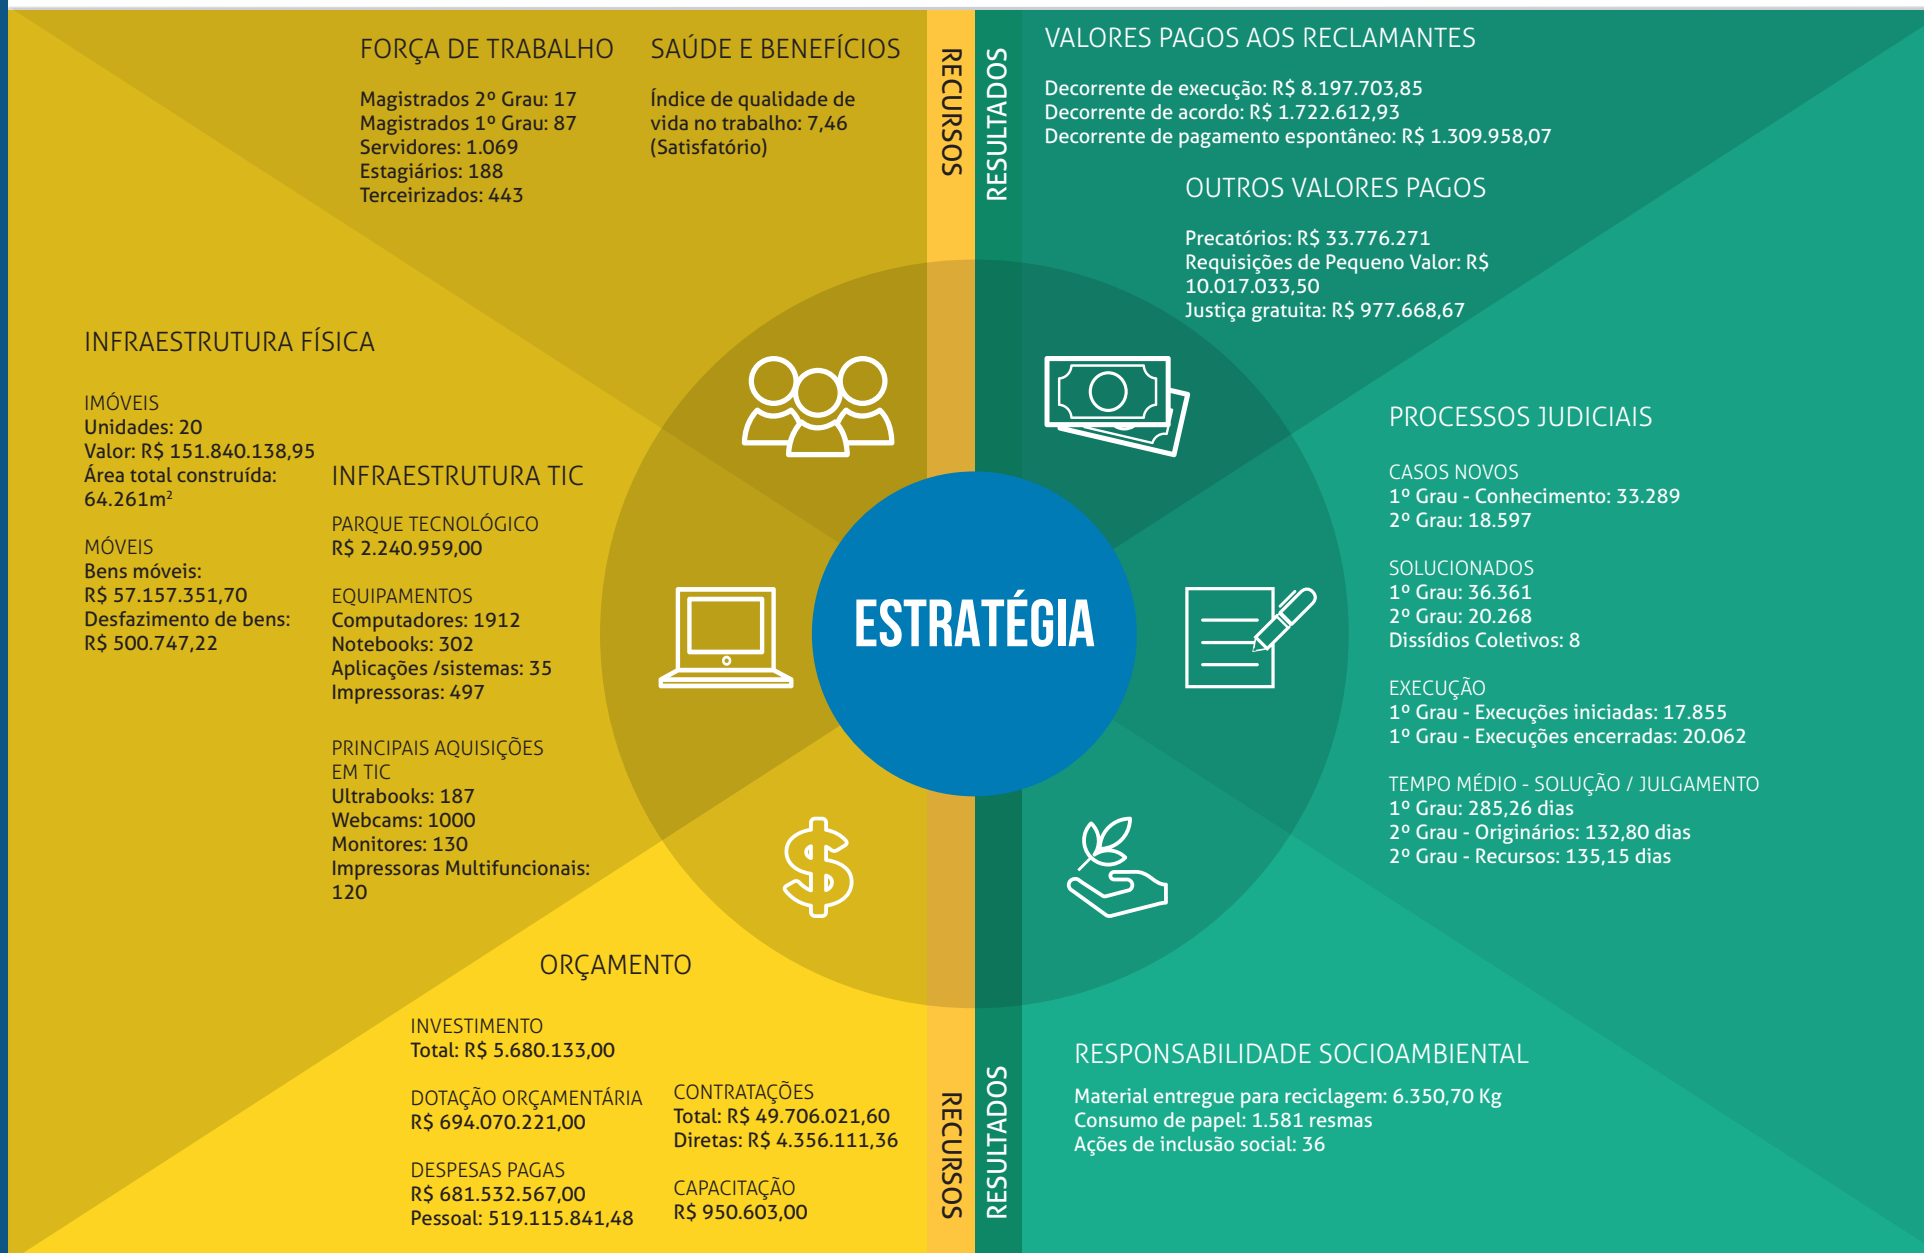 FORÇA DE TRABALHO
Magistrados 2º Grau: 17
Magistrados 1º Grau: 87
Servidores: 1.069
Estagiários: 188
Terceirizados: 443
SAÚDE E BENEFÍCIOS
Índice de qualidade de
vida no trabalho: 7,46
(Satisfatório)
RECURSOS
RESULTADOS
VALORES PAGOS AOS RECLAMANTES
Decorrente de execução: R$ 8.197.703,85
Decorrente de acordo: R$ 1.722.612,93
Decorrente de pagamento espontâneo: R$ 1.309.958,07
OUTROS VALORES PAGOS
Precatórios: R$ 33.776.271
Requisições de Pequeno Valor: R$
10.017.033,50
Justiça gratuita: R$ 977.668,67
INFRAESTRUTURA FÍSICA
IMÓVEIS
Unidades: 20
Valor: R$ 151.840.138,95
Área total construída:
64.261m²
MÓVEIS
Bens móveis:
R$ 57.157.351,70
Desfazimento de bens:
R$ 500.747,22
INFRAESTRUTURA TIC
PARQUE TECNOLÓGICO
R$ 2.240.959,00
EQUIPAMENTOS
Computadores: 1912
Notebooks: 302
Aplicações /sistemas: 35
Impressoras: 497
PRINCIPAIS AQUISIÇÕES
EM TIC
Ultrabooks: 187
Webcams: 1000
Monitores: 130
Impressoras Multifuncionais:
120
ESTRATÉGIA
PROCESSOS JUDICIAIS
CASOS NOVOS
1º Grau - Conhecimento: 33.289
2º Grau: 18.597
SOLUCIONADOS
1º Grau: 36.361
2º Grau: 20.268
Dissídios Coletivos: 8
EXECUÇÃO
1º Grau - Execuções iniciadas: 17.855
1º Grau - Execuções encerradas: 20.062
TEMPO MÉDIO - SOLUÇÃO / JULGAMENTO
1º Grau: 285,26 dias
2º Grau - Originários: 132,80 dias
2º Grau - Recursos: 135,15 dias
ORÇAMENTO
INVESTIMENTO
Total: R$ 5.680.133,00
DOTAÇÃO ORÇAMENTÁRIA
R$ 694.070.221,00
DESPESAS PAGAS
R$ 681.532.567,00
Pessoal: 519.115.841,48
CONTRATAÇÕES
Total: R$ 49.706.021,60
Diretas: R$ 4.356.111,36
CAPACITAÇÃO
R$ 950.603,00
RECURSOS
RESULTADOS
RESPONSABILIDADE SOCIOAMBIENTAL
Material entregue para reciclagem: 6.350,70 Kg
Consumo de papel: 1.581 resmas
Ações de inclusão social: 36